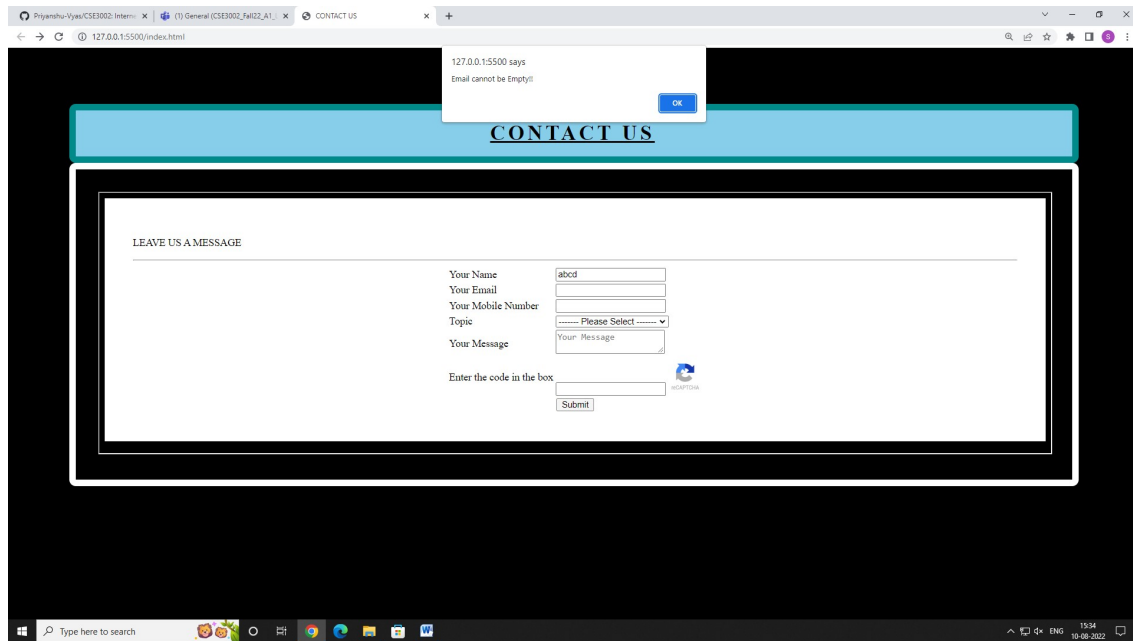 Priyanshu-Vyas/CSE3002: Intern
(1) General (CSE3002_Fall22_A1_
CONTACT US
127.0.0.1:5500/index.html
S
127.0.0.1:5500 says
Email cannot be Empty!!
OK
CONTACT US
LEAVE US A MESSAGE
Your Name abcd
Your Email
Your Mobile Number
Topic ------- Please Select -------
Your Message Your Message
Enter the code in the box
reCAPTCHA
Submit
Type here to search
W
ENG
15:34
10-08-2022